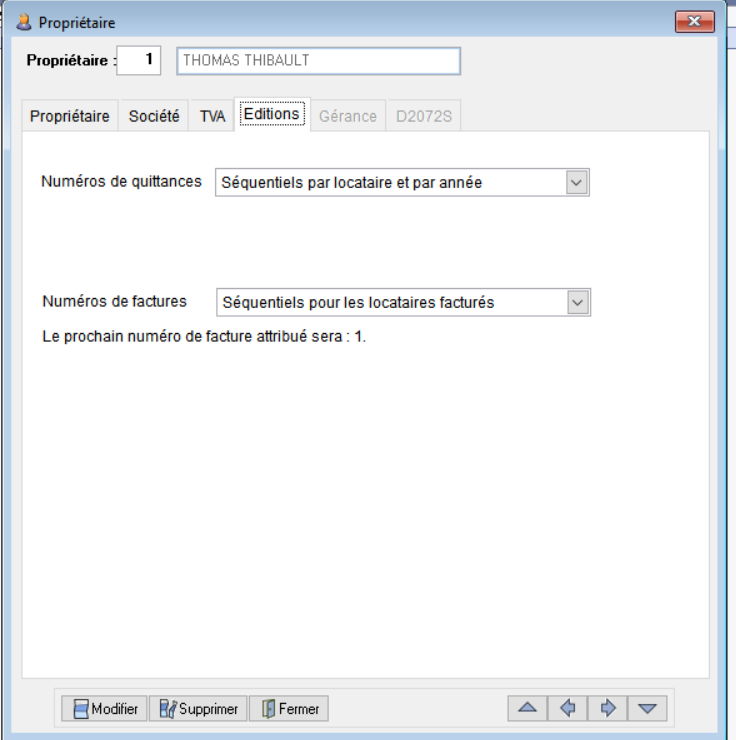 Propriétaire
Propriétaire : 1 THOMAS THIBAULT
Propriétaire Société TVA Editions Gérance D2072S
Numéros de quittances Séquentiels par locataire et par année
Numéros de factures Séquentiels pour les locataires facturés
Le prochain numéro de facture attribué sera : 1.
Modifier Supprimer Fermer